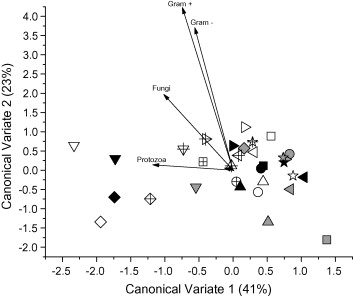 Gram +
Gram -
Fungi
Protozoa
4.0
3.5
3.0
2.5
2.0
1.5
1.0
0.5
0.0
-0.5
-1.0
-1.5
-2.0
Canonical Variate 2 (23%)
-2.5 -2.0 -1.5 -1.0 -0.5 0.0 0.5 1.0 1.5
Canonical Variate 1 (41%)